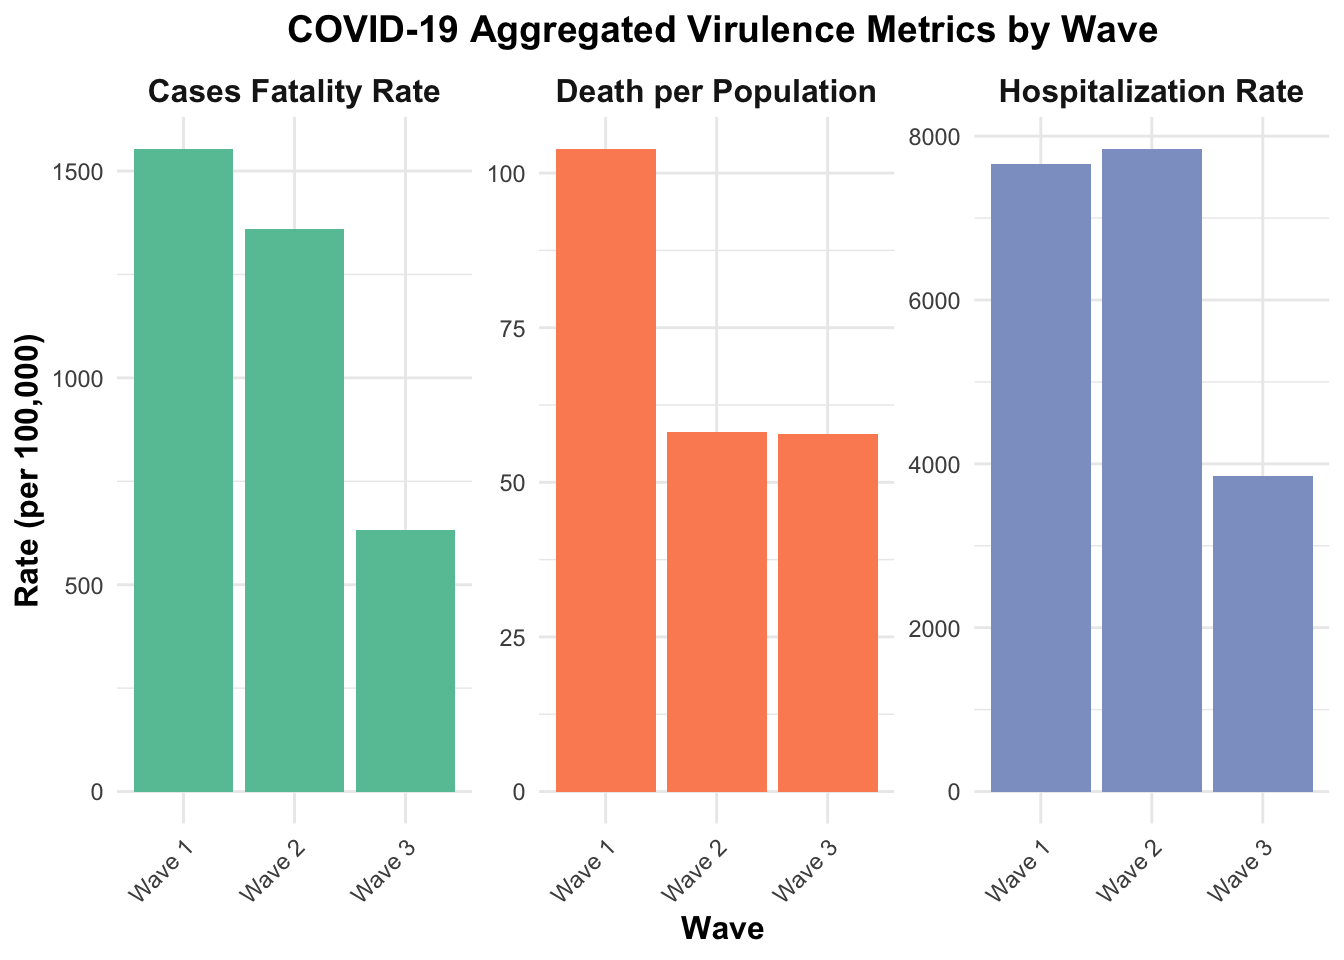 COVID-19 Aggregated Virulence Metrics by Wave
Cases Fatality Rate
Death per Population
Hospitalization Rate
Rate (per 100,000)
1500
1000
500
0
Wave 1
Wave 2
Wave 3
100
75
50
25
0
Wave 1
Wave 2
Wave 3
8000
6000
4000
2000
0
Wave 1
Wave 2
Wave 3
Wave